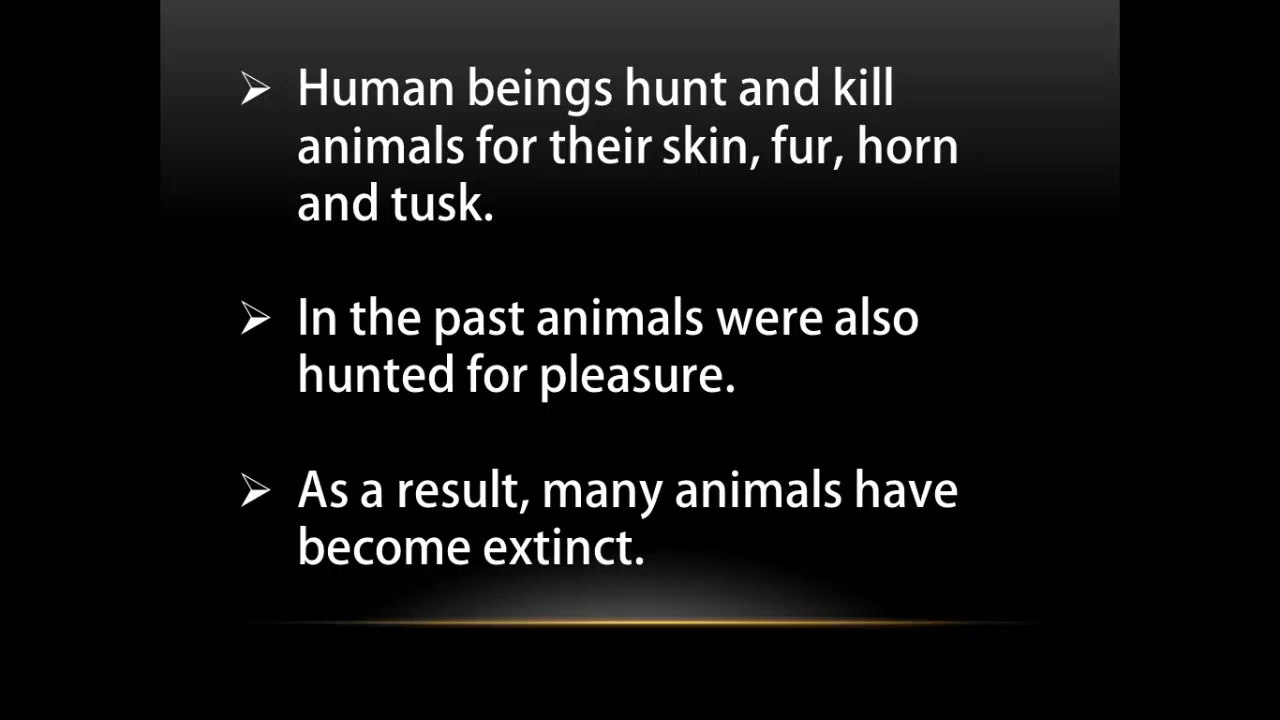 ➢ Human beings hunt and kill
animals for their skin, fur, horn
and tusk.
➢ In the past animals were also
hunted for pleasure.
➢ As a result, many animals have
become extinct.